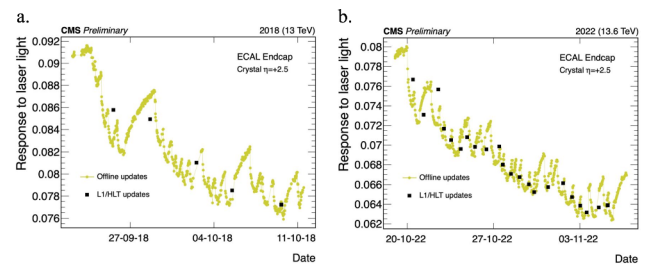 a.
CMS Preliminary 2018 (13 TeV)
Response to laser light
0.092
0.09
0.088
0.086
0.084
0.082
0.08
0.078
0.076
ECAL Endcap
Crystal η=+2.5
Offline updates
L1/HLT updates
27-09-18 04-10-18 11-10-18
Date
b.
CMS Preliminary 2022 (13.6 TeV)
Response to laser light
0.08
0.078
0.076
0.074
0.072
0.07
0.068
0.066
0.064
0.062
ECAL Endcap
Crystal η=+2.5
Offline updates
L1/HLT updates
20-10-22 27-10-22 03-11-22
Date